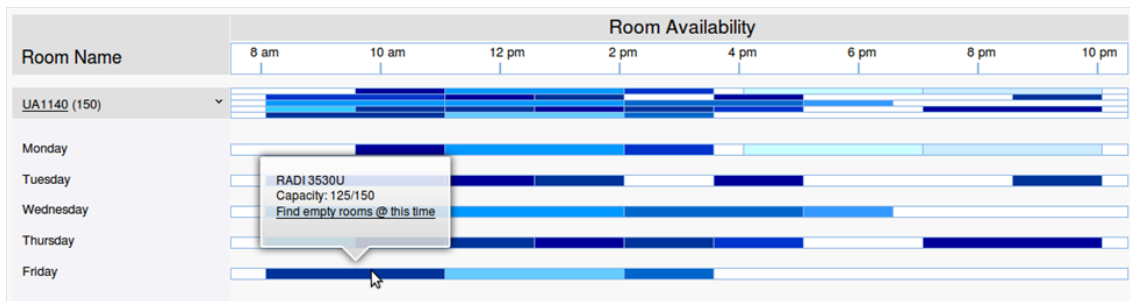 Room Availability
Room Name
8 am 10 am 12 pm 2 pm 4 pm 6 pm 8 pm 10 pm
UA1140 (150)
Monday
Tuesday
RADI 3530U
Capacity: 125/150
Find empty rooms @ this time
Wednesday
Thursday
Friday